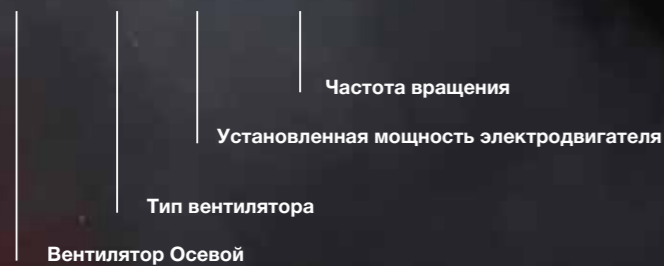 Частота вращения
Установленная мощность электродвигателя
Тип вентилятора
Вентилятор Осевой